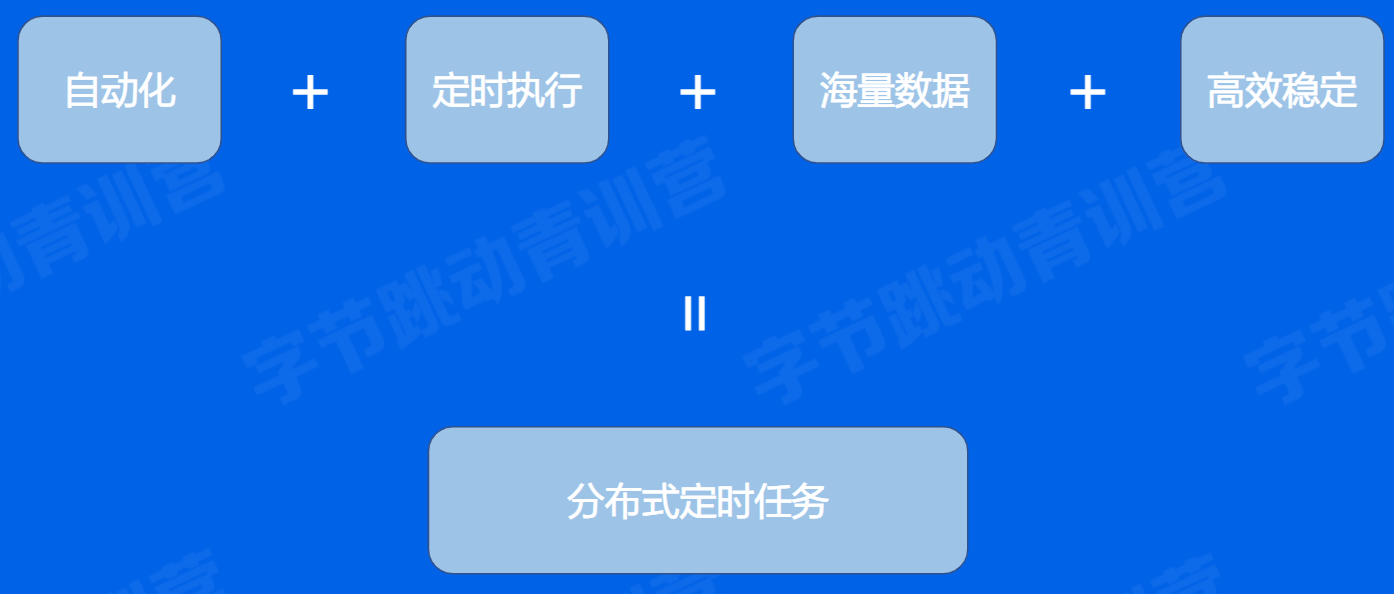 自动化 + 定时执行 + 海量数据 + 高效稳定
=
分布式定时任务
字节跳动青训营
字节跳动青训营